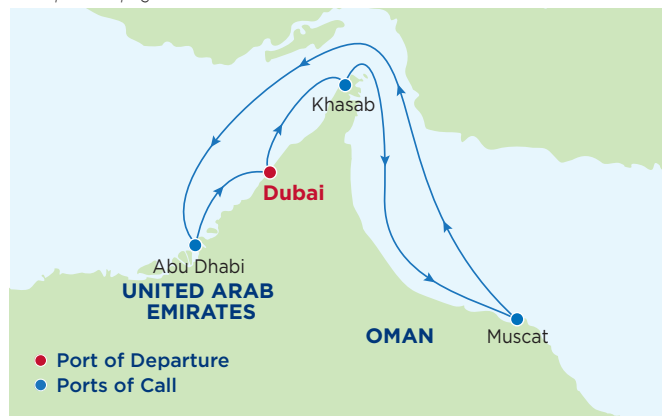 Khasab
Dubai
Abu Dhabi
UNITED ARAB
EMIRATES
OMAN
Muscat
Port of Departure
Ports of Call